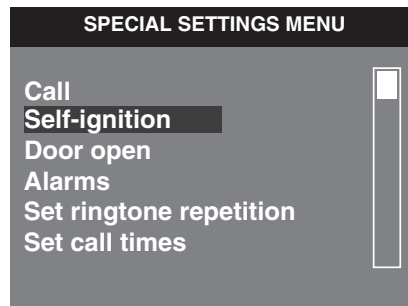 SPECIAL SETTINGS MENU
Call
Self-ignition
Door open
Alarms
Set ringtone repetition
Set call times